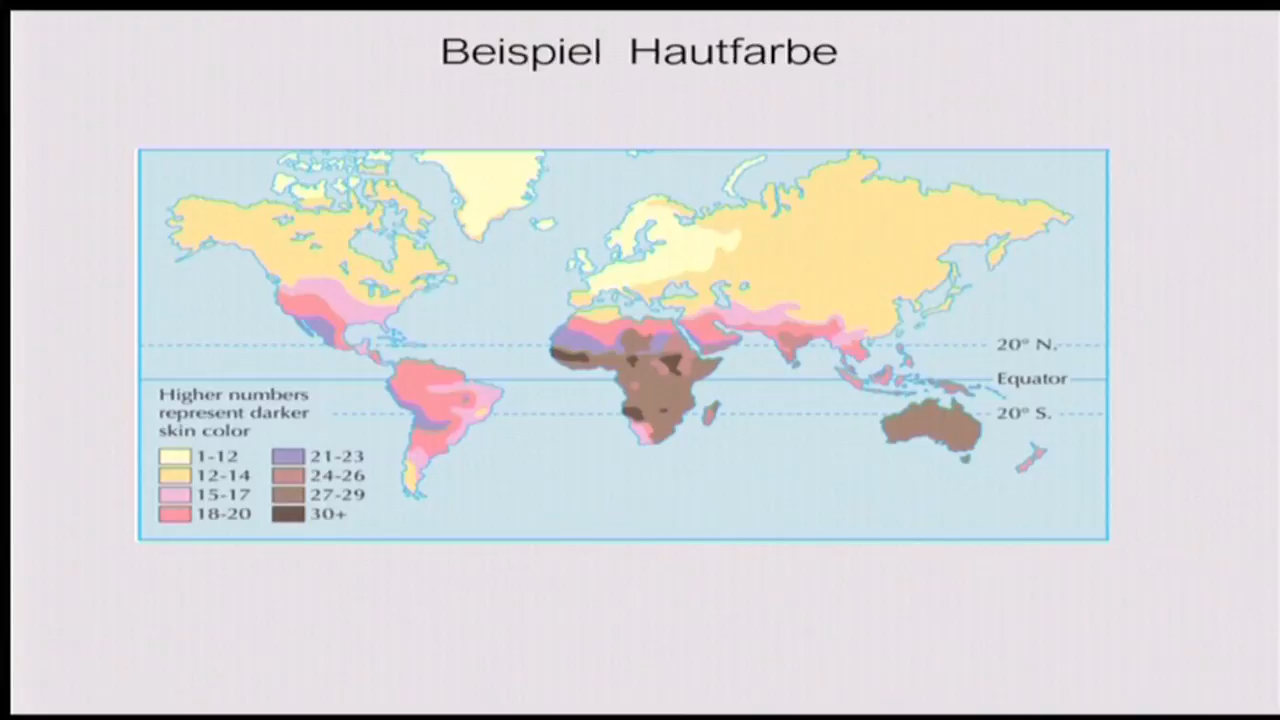 Beispiel Hautfarbe
20° N.
Equator
20° S.
Higher numbers
represent darker
skin color
1-12
12-14
15-17
18-20
21-23
24-26
27-29
30+